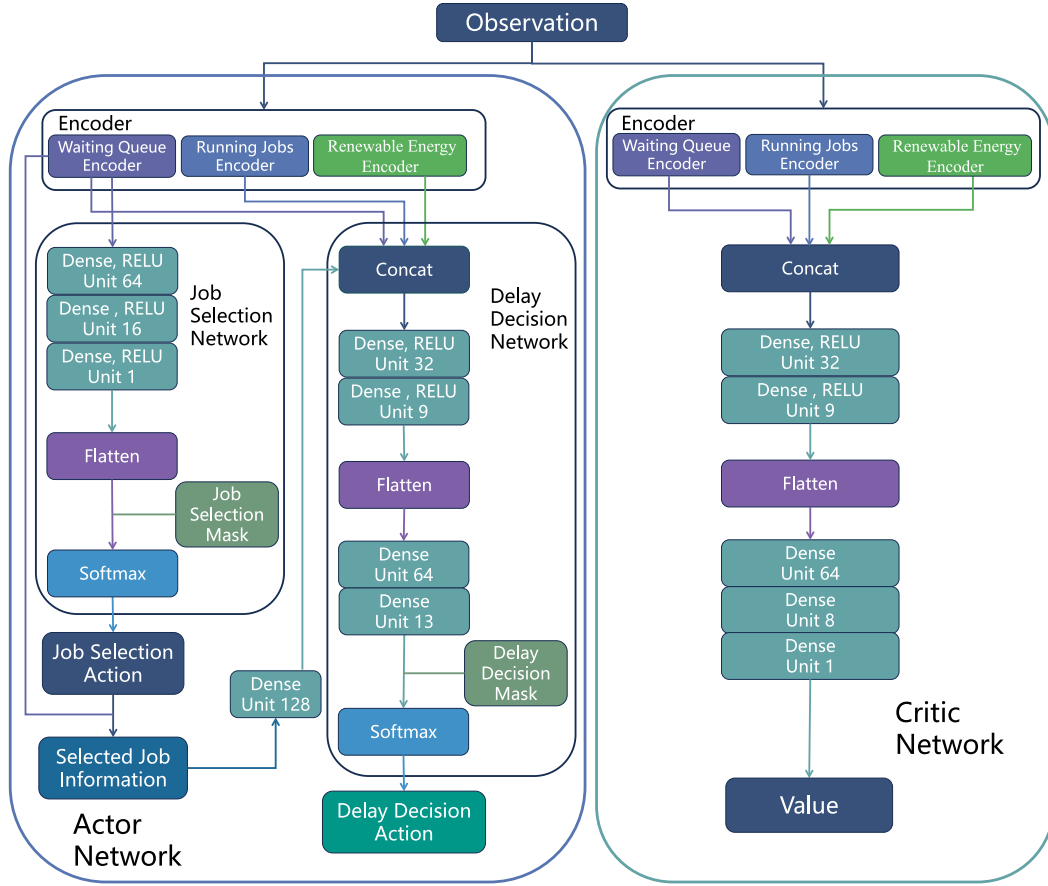 Observation
Encoder
Waiting Queue
Encoder
Running Jobs
Encoder
Renewable Energy
Encoder
Dense, RELU
Unit 64
Dense , RELU
Unit 16
Dense, RELU
Unit 1
Job
Selection
Network
Flatten
Job
Selection
Mask
Softmax
Job Selection
Action
Selected Job
Information
Dense
Unit 128
Concat
Delay
Decision
Network
Dense, RELU
Unit 32
Dense , RELU
Unit 9
Flatten
Dense
Unit 64
Dense
Unit 13
Delay
Decision
Mask
Softmax
Delay Decision
Action
Actor
Network
Encoder
Waiting Queue
Encoder
Running Jobs
Encoder
Renewable Energy
Encoder
Concat
Dense, RELU
Unit 32
Dense , RELU
Unit 9
Flatten
Dense
Unit 64
Dense
Unit 8
Dense
Unit 1
Critic
Network
Value